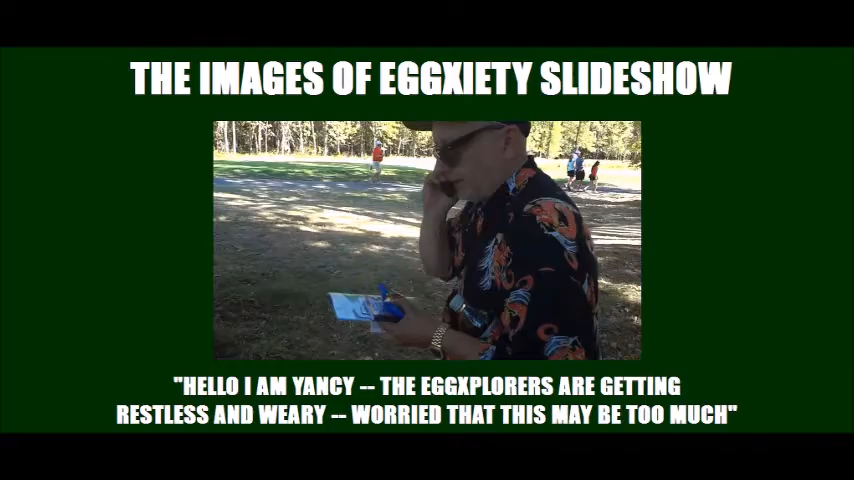 THE IMAGES OF EGGXIETY SLIDESHOW
"HELLO I AM YANCY -- THE EGGXPLORERS ARE GETTING
RESTLESS AND WEARY -- WORRIED THAT THIS MAY BE TOO MUCH"